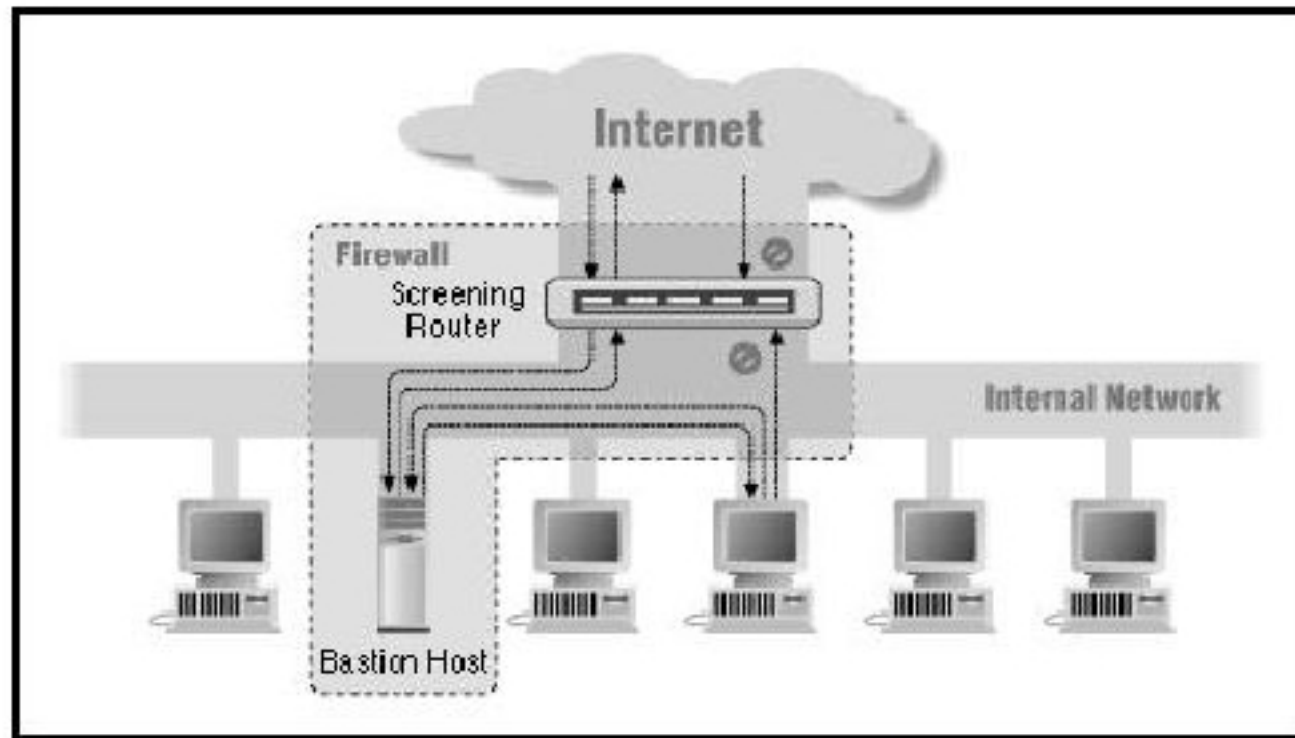 Internet
Firewall
Screening
Router
Internal Network
Bastion Host